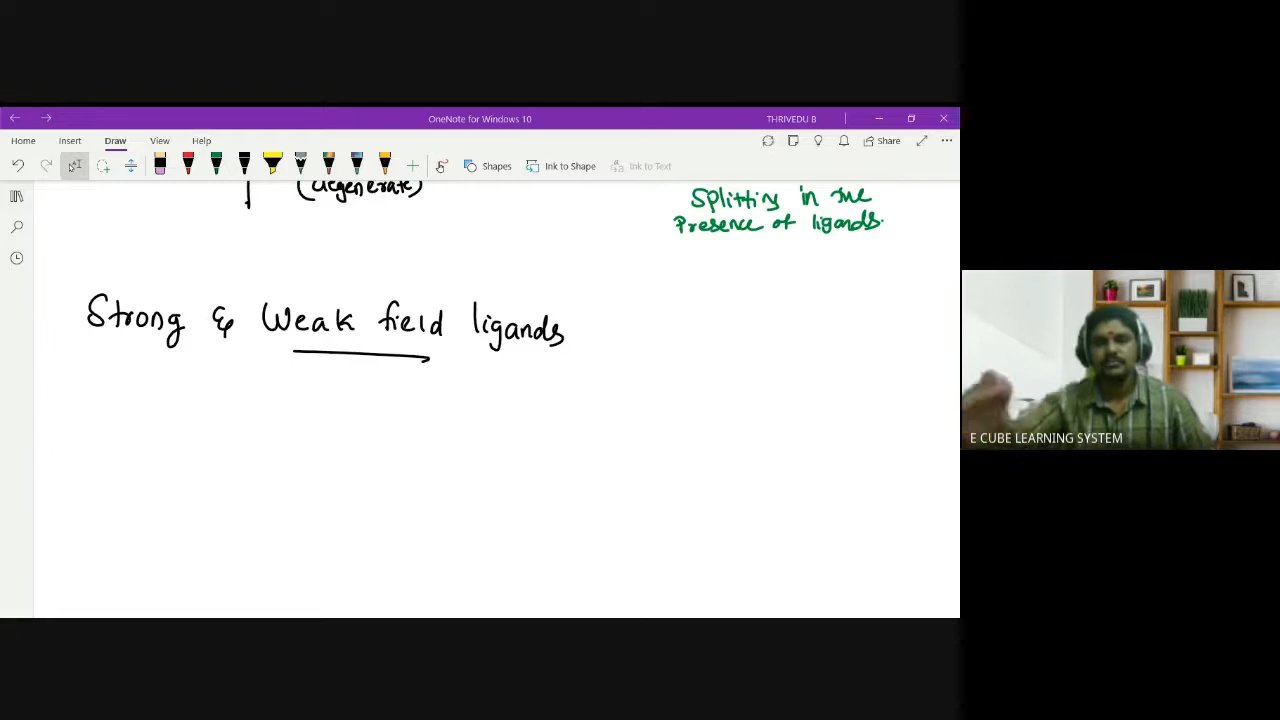 OneNote for Windows 10
THRIVEDU B
Home Insert Draw View Help
Share
Shapes Ink to Shape Ink to Text
(degenerate)
Splitting in the
Presence of ligands.
Strong & Weak field ligands
E CUBE LEARNING SYSTEM